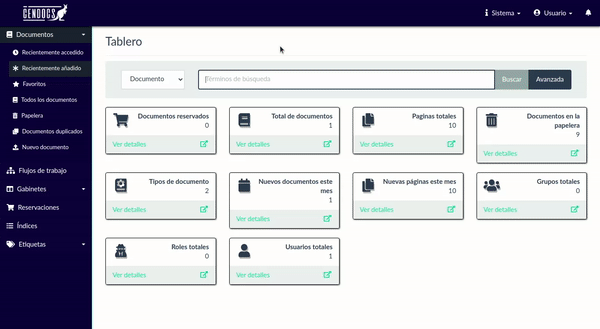 GENDOCS
Sistema
Usuario
Documentos
Recientemente accedido
Recientemente añadido
Favoritos
Todos los documentos
Papelera
Documentos duplicados
Nuevo documento
Flujos de trabajo
Gabinetes
Reservaciones
Índices
Etiquetas
Tablero
Documento
Términos de búsqueda
Buscar
Avanzada
Documentos reservados
0
Ver detalles
Total de documentos
1
Ver detalles
Paginas totales
10
Ver detalles
Documentos en la
papelera
9
Ver detalles
Tipos de documento
2
Ver detalles
Nuevos documentos este
mes
1
Ver detalles
Nuevas páginas este mes
10
Ver detalles
Grupos totales
0
Ver detalles
Roles totales
0
Ver detalles
Usuarios totales
1
Ver detalles